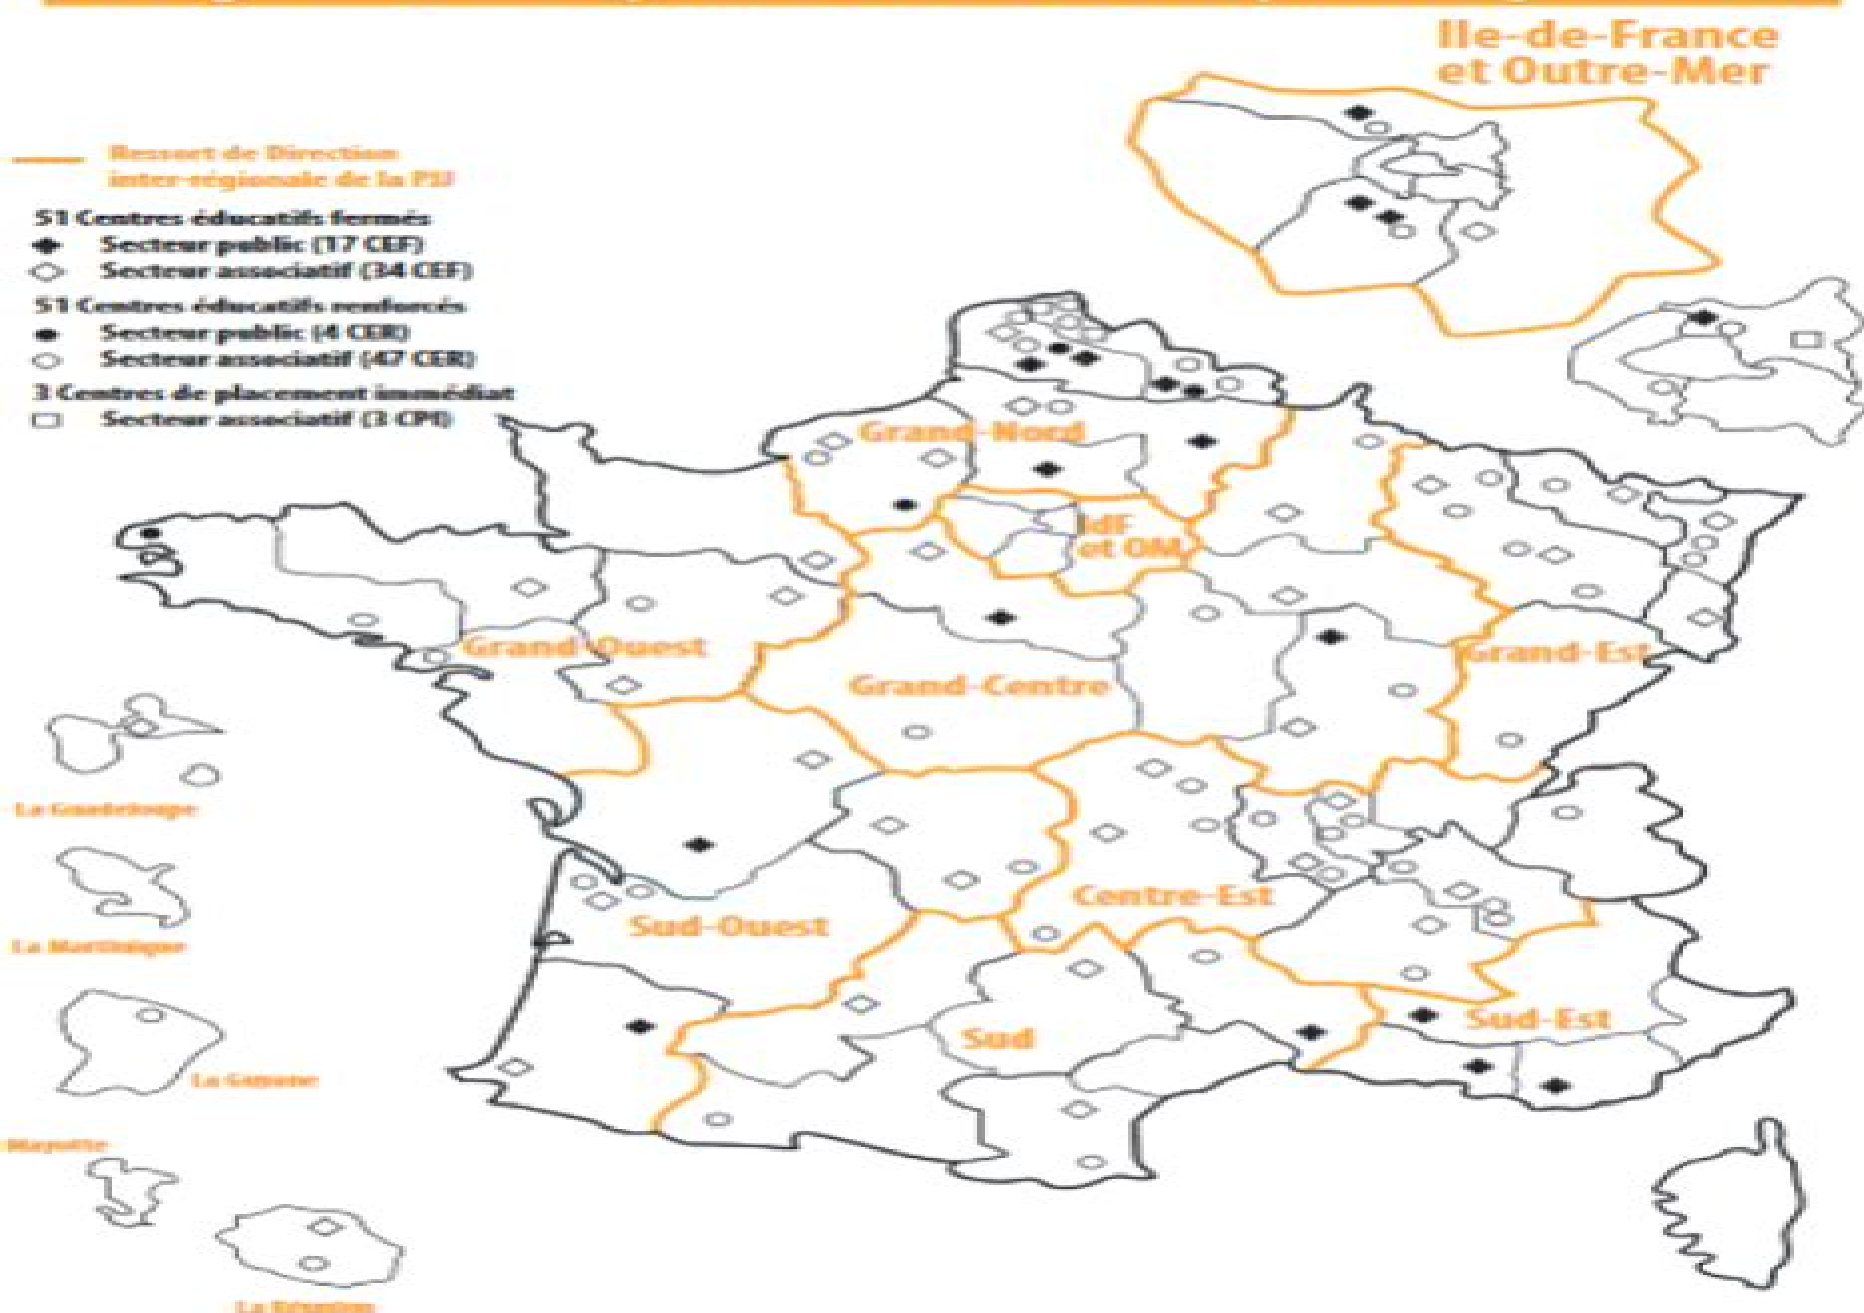 Ile-de-France
et Outre-Mer
Ressort de Direction
inter-régionale de la PJJ
51 Centres éducatifs fermés
Secteur public (17 CEF)
Secteur associatif (34 CEF)
51 Centres éducatifs renforcés
Secteur public (4 CER)
Secteur associatif (47 CER)
3 Centres de placement immédiat
Secteur associatif (3 CPI)
Grand-Nord
IdF
et OM
Grand-Ouest
Grand-Est
Grand-Centre
La Guadeloupe
Centre-Est
Sud-Ouest
La Martinique
Sud-Est
Sud
La Guyane
Mayotte
La Réunion